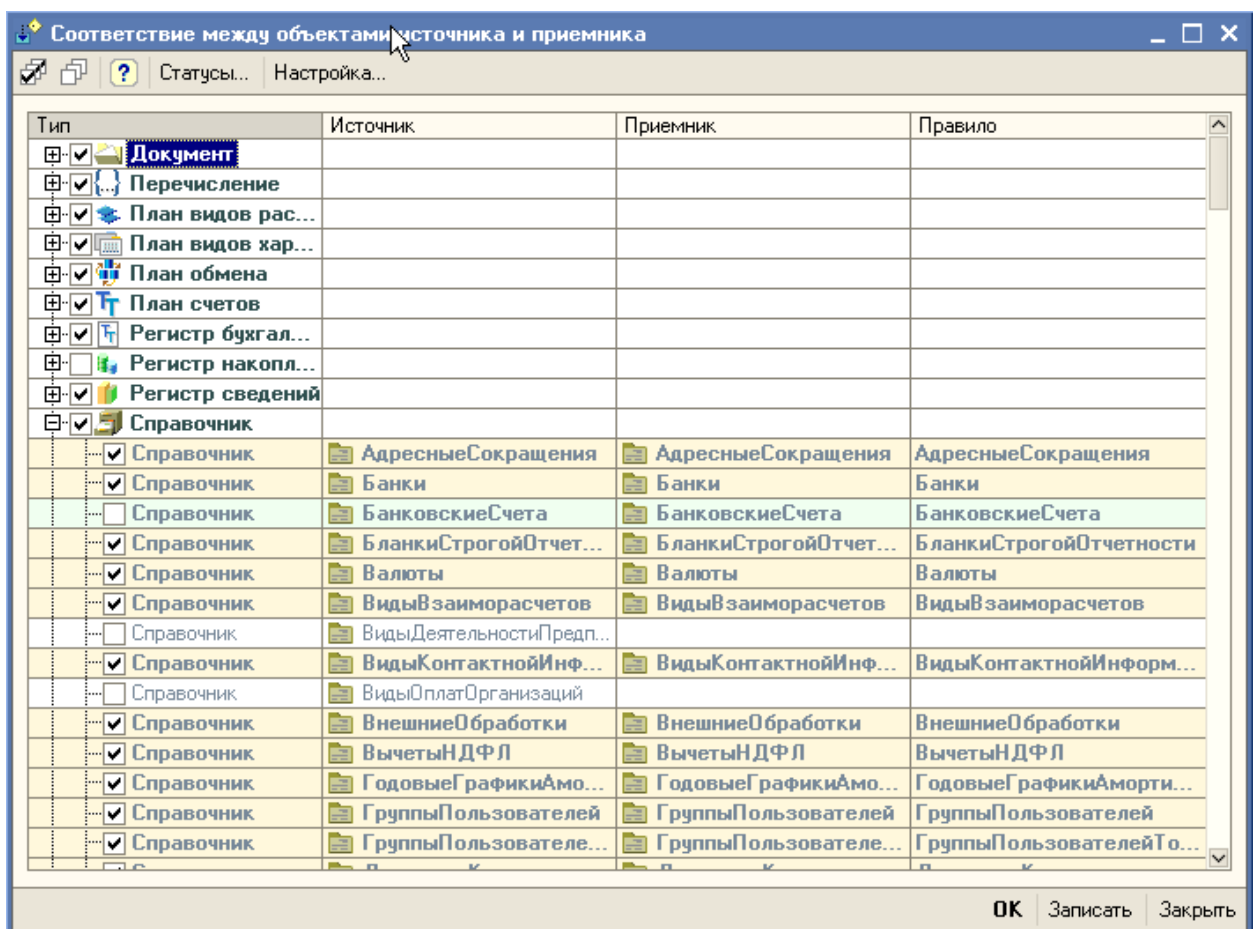 Соответствие между объектами источника и приемника
Статусы... Настройка...
Тип Источник Приемник Правило
Документ
Перечисление
План видов рас...
План видов хар...
План обмена
План счетов
Регистр бухгал...
Регистр накопл...
Регистр сведений
Справочник
Справочник АдресныеСокращения АдресныеСокращения АдресныеСокращения
Справочник Банки Банки Банки
Справочник БанковскиеСчета БанковскиеСчета БанковскиеСчета
Справочник БланкиСтрогойОтчет... БланкиСтрогойОтчет... БланкиСтрогойОтчетности
Справочник Валюты Валюты Валюты
Справочник ВидыВзаиморасчетов ВидыВзаиморасчетов ВидыВзаиморасчетов
Справочник ВидыДеятельностиПредп...
Справочник ВидыКонтактнойИнф... ВидыКонтактнойИнф... ВидыКонтактнойИнформ...
Справочник ВидыОплатОрганизаций
Справочник ВнешниеОбработки ВнешниеОбработки ВнешниеОбработки
Справочник ВычетыНДФЛ ВычетыНДФЛ ВычетыНДФЛ
Справочник ГодовыеГрафикиАмо... ГодовыеГрафикиАмо... ГодовыеГрафикиАморти...
Справочник ГруппыПользователей ГруппыПользователей ГруппыПользователей
Справочник ГруппыПользователе... ГруппыПользователе... ГруппыПользователейТо...
OK Записать Закрыть